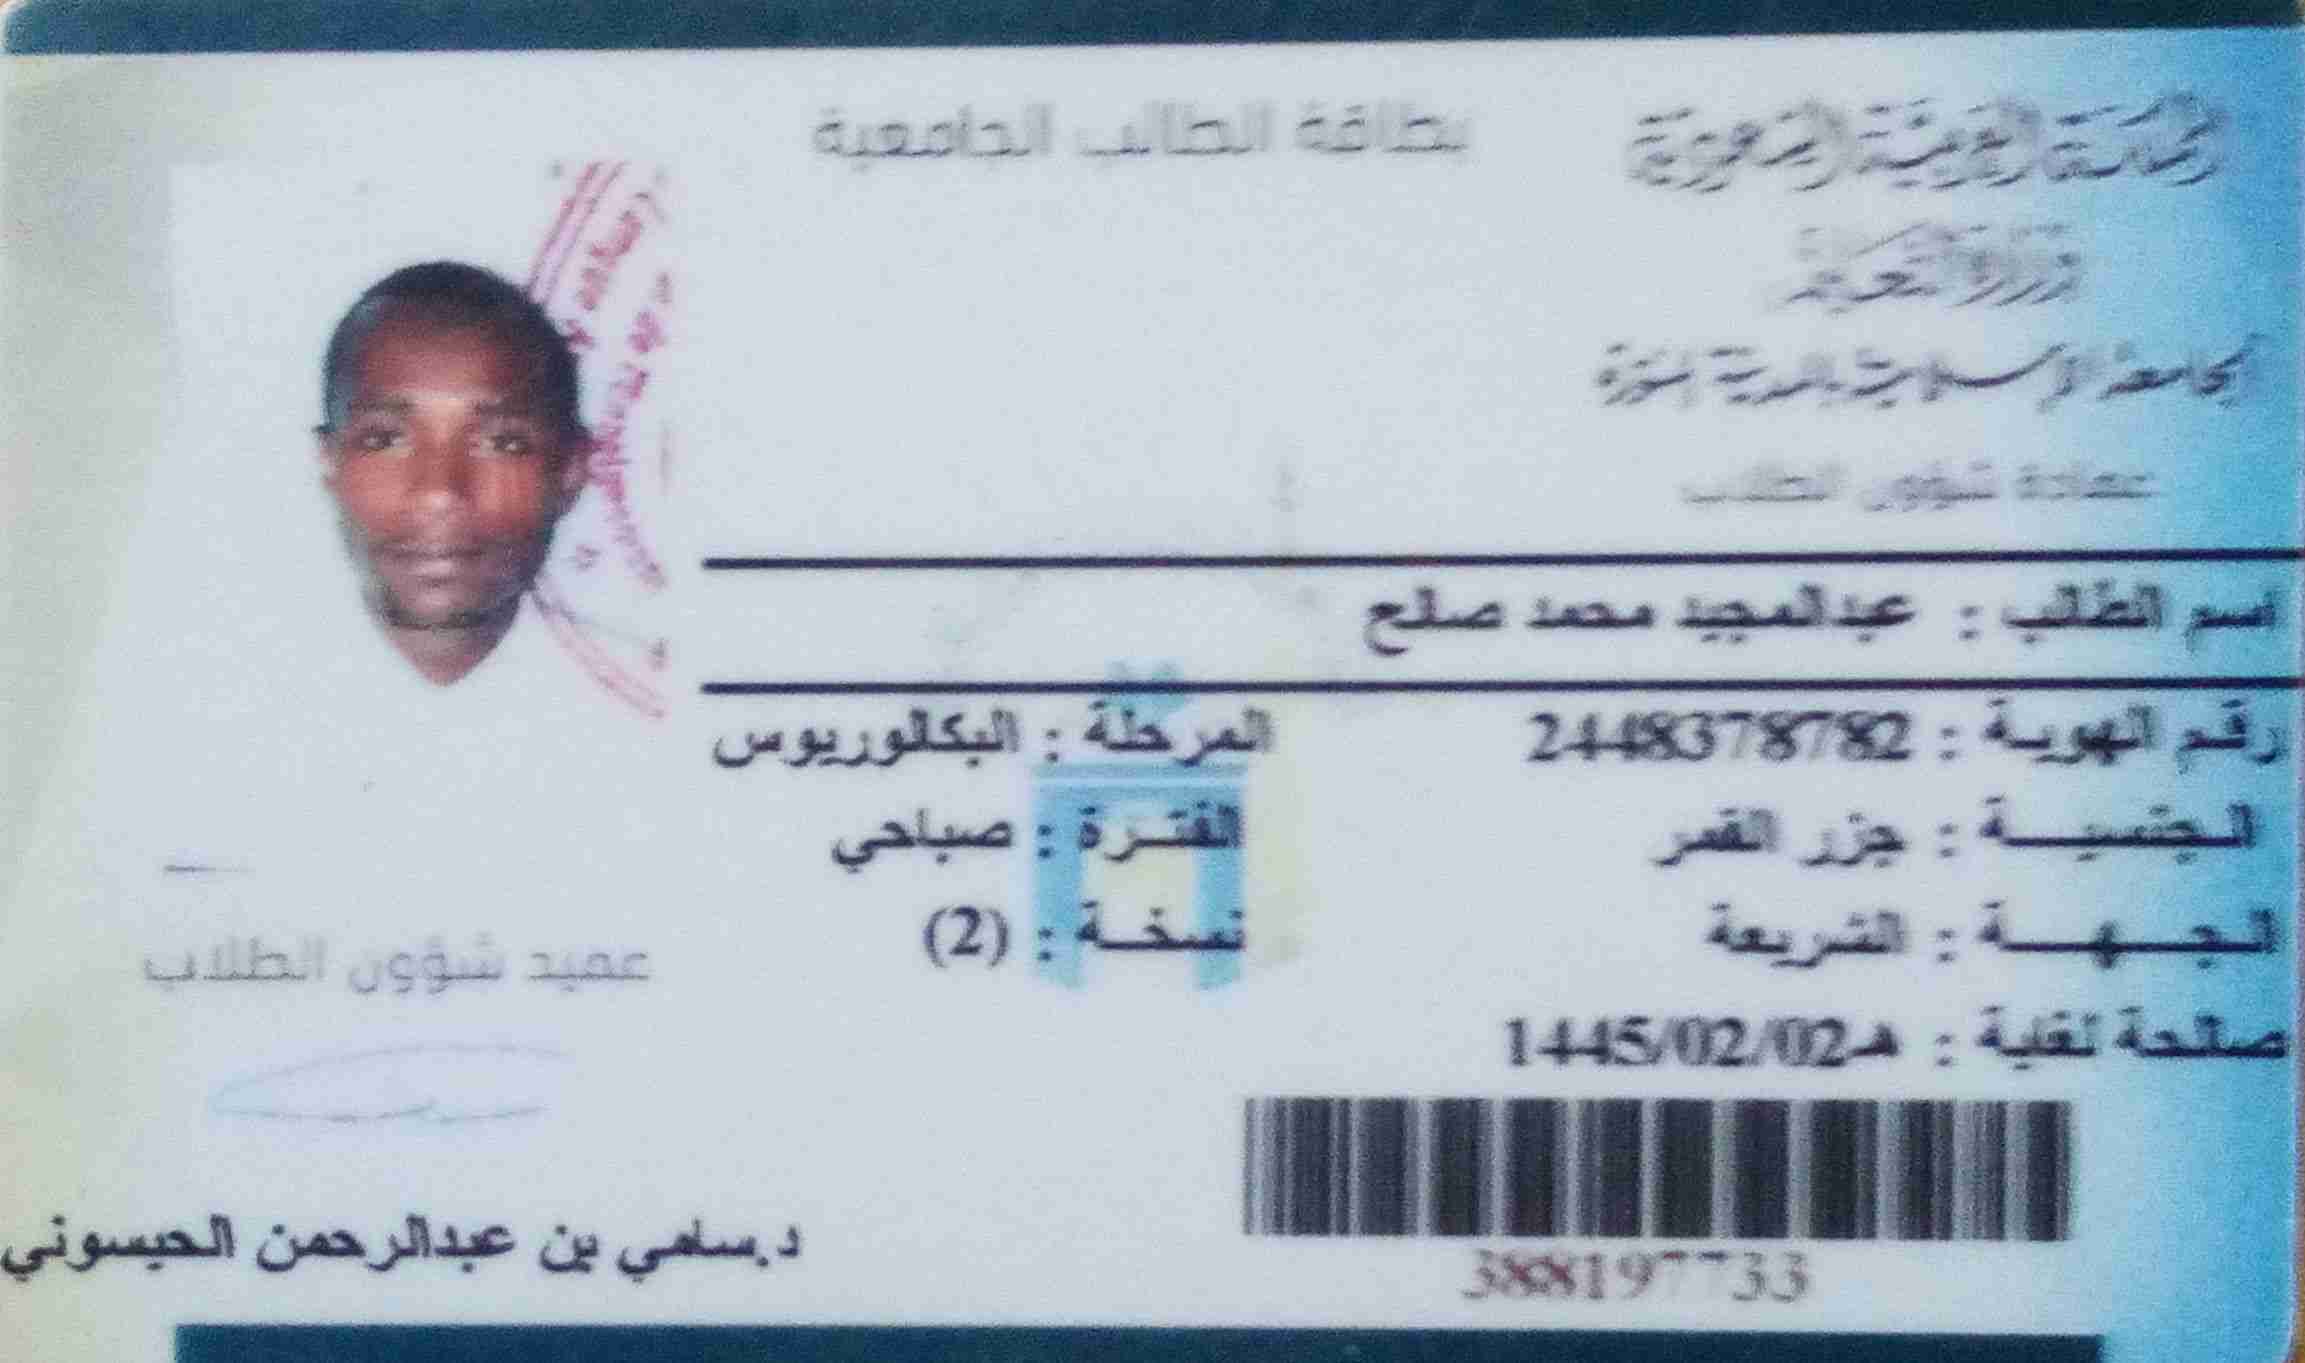 المملكة العربية السعودية
بطاقة الطالب الجامعية
وزارة التعليم
الجامعة الإسلامية بالمدينة المنورة
عمادة شؤون الطلاب
اسم الطالب : عبدالمجيد محمد صالح
رقم الهوية : 2448378782
المرحلة : البكالوريوس
الجنسية : جزر القمر
الفترة : صباحي
الجهة : الشريعة
نسخة : (2)
صالحة لغاية : 1445/02/02هـ
عميد شؤون الطلاب
د.سامي بن عبدالرحمن الحيسوني
388197733